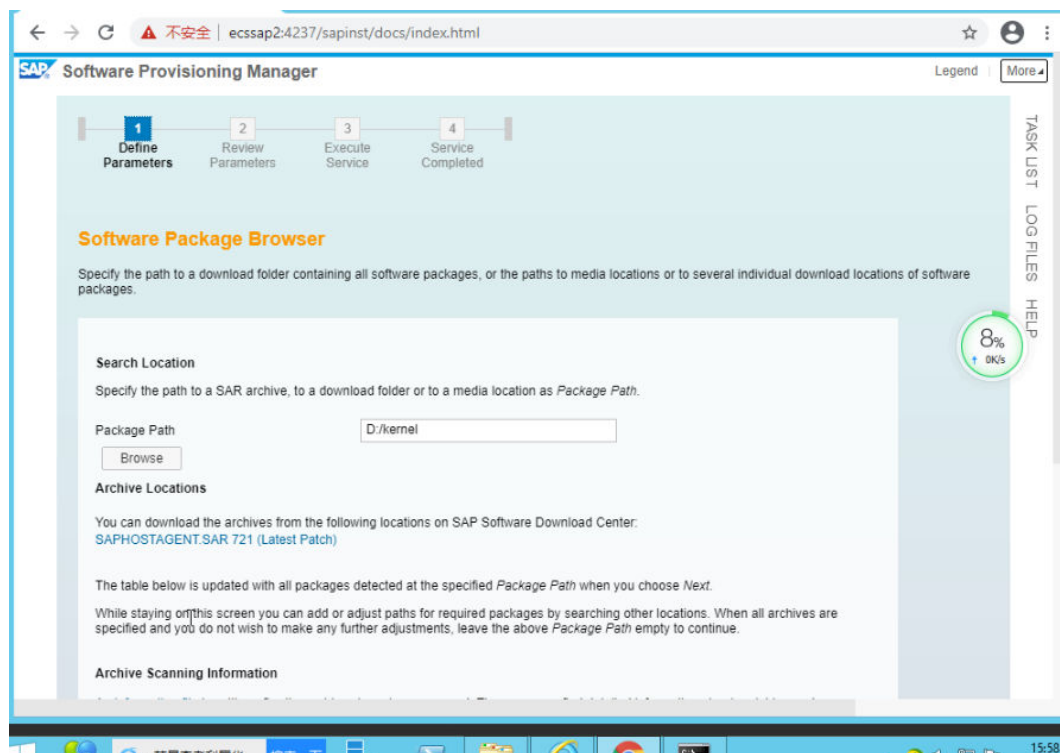 不安全 ecssap2:4237/sapinst/docs/index.html
SAP Software Provisioning Manager
Legend
More
1
Define
Parameters
2
Review
Parameters
3
Execute
Service
4
Service
Completed
TASK LIST
LOG FILES
HELP
Software Package Browser
Specify the path to a download folder containing all software packages, or the paths to media locations or to several individual download locations of software
packages.
8%
0K/s
Search Location
Specify the path to a SAR archive, to a download folder or to a media location as Package Path.
Package Path
D:/kernel
Browse
Archive Locations
You can download the archives from the following locations on SAP Software Download Center:
SAPHOSTAGENT.SAR 721 (Latest Patch)
The table below is updated with all packages detected at the specified Package Path when you choose Next.
While staying on this screen you can add or adjust paths for required packages by searching other locations. When all archives are
specified and you do not wish to make any further adjustments, leave the above Package Path empty to continue.
Archive Scanning Information